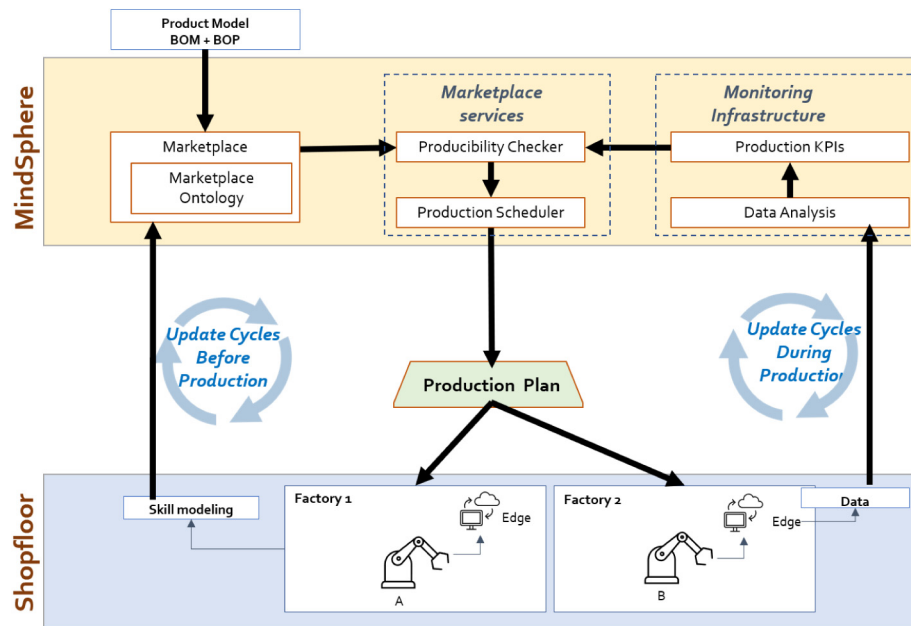 Product Model
BOM + BOP
MindSphere
Marketplace
services
Monitoring
Infrastructure
Marketplace
Producibility Checker
Production KPIs
Marketplace
Ontology
Production Scheduler
Data Analysis
Update Cycles
Before
Production
Update Cycles
During
Production
Production Plan
Shopfloor
Skill modeling
Factory 1
Edge
A
Factory 2
Edge
B
Data